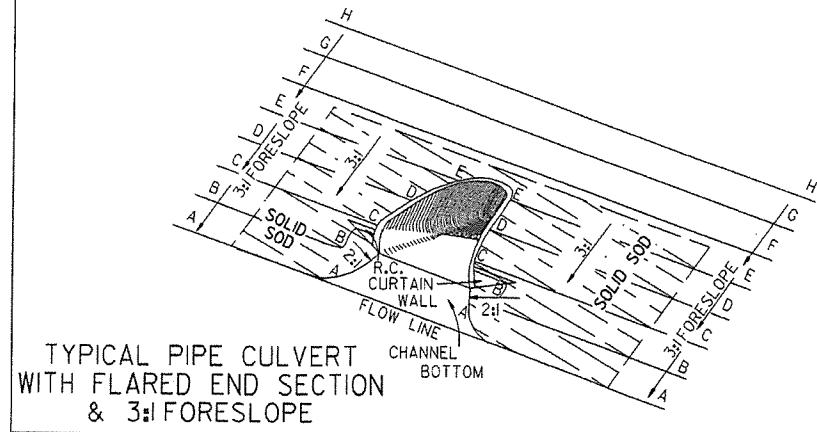 H
G
F
E
D
C
B
A
3:1 FORESLOPE
3:1
SOLID
SOD
2:1
A
B
C
D
E
E
D
C
B
A
R.C.
CURTAIN
WALL
2:1
FLOW LINE
CHANNEL
BOTTOM
3:1
SOLID SOD
3:1 FORESLOPE
H
G
F
E
D
C
B
A
TYPICAL PIPE CULVERT
WITH FLARED END SECTION
& 3:1 FORESLOPE